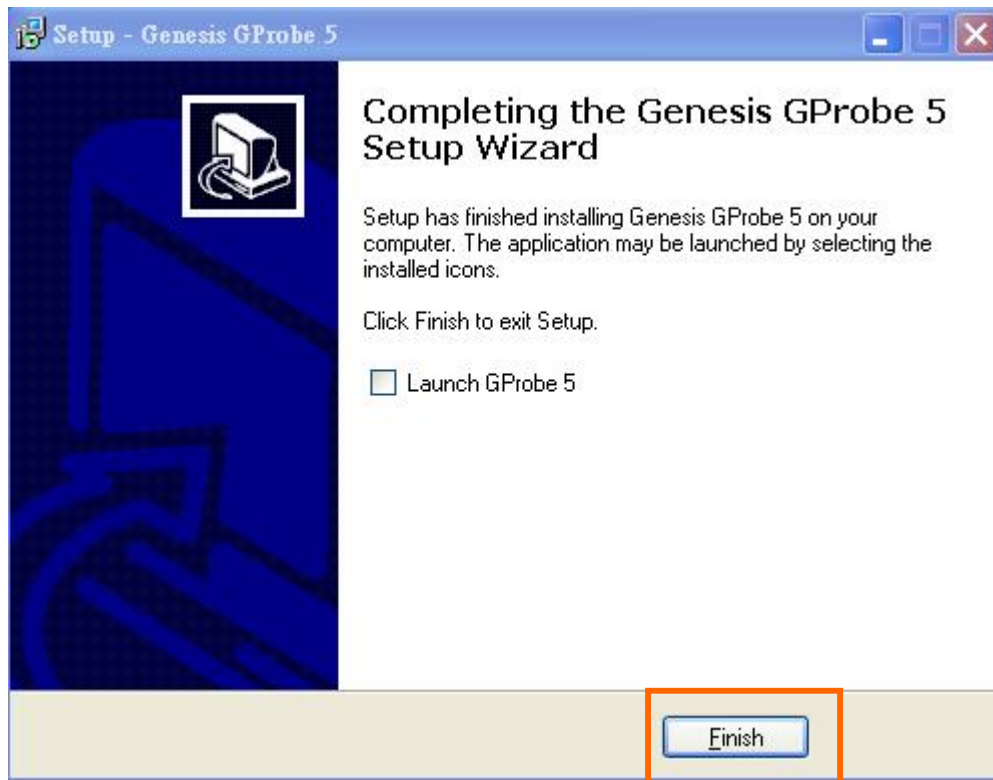 Setup - Genesis GProbe 5
Completing the Genesis GProbe 5
Setup Wizard
Setup has finished installing Genesis GProbe 5 on your
computer. The application may be launched by selecting the
installed icons.
Click Finish to exit Setup.
Launch GProbe 5
Finish